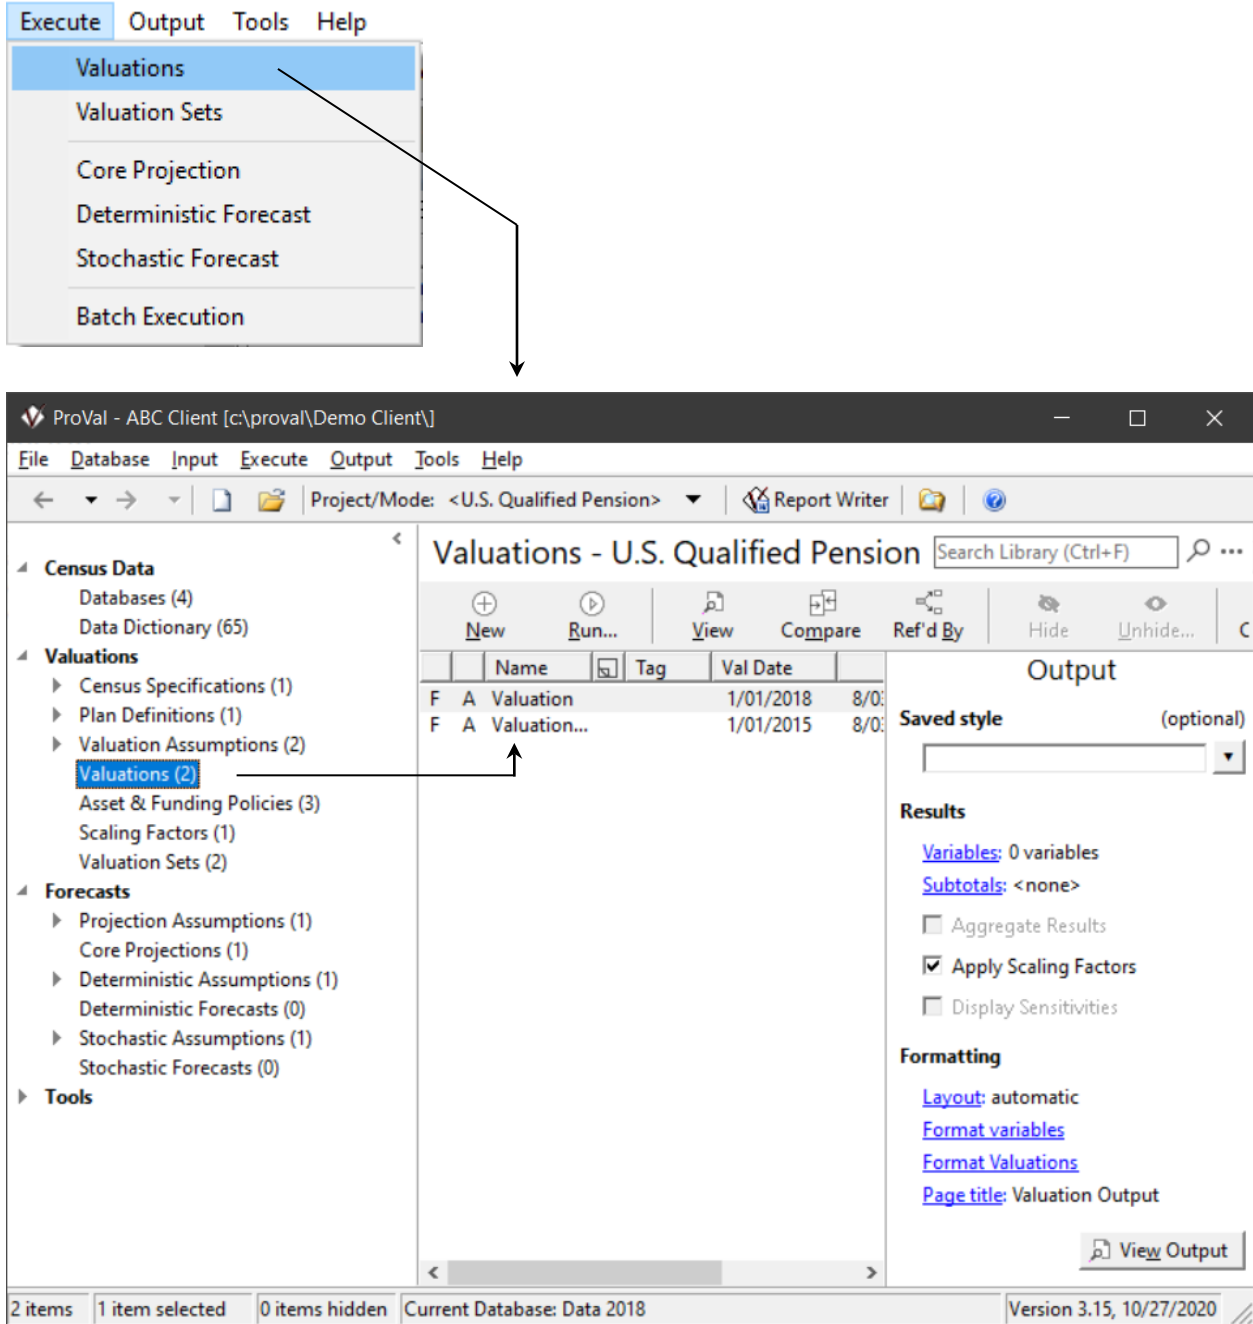 Execute Output Tools Help
Valuations
Valuation Sets
Core Projection
Deterministic Forecast
Stochastic Forecast
Batch Execution
ProVal - ABC Client [c:\proval\Demo Client\]
File Database Input Execute Output Tools Help
Project/Mode: <U.S. Qualified Pension> Report Writer
Census Data
Databases (4)
Data Dictionary (65)
Valuations
Census Specifications (1)
Plan Definitions (1)
Valuation Assumptions (2)
Valuations (2)
Asset & Funding Policies (3)
Scaling Factors (1)
Valuation Sets (2)
Forecasts
Projection Assumptions (1)
Core Projections (1)
Deterministic Assumptions (1)
Deterministic Forecasts (0)
Stochastic Assumptions (1)
Stochastic Forecasts (0)
Tools
Valuations - U.S. Qualified Pension Search Library (Ctrl+F) ...
New Run... View Compare Ref'd By Hide Unhide... C
Name Tag Val Date
F A Valuation 1/01/2018 8/0
F A Valuation... 1/01/2015 8/0
Output
Saved style (optional)
Results
Variables: 0 variables
Subtotals: <none>
Aggregate Results
Apply Scaling Factors
Display Sensitivities
Formatting
Layout: automatic
Format variables
Format Valuations
Page title: Valuation Output
View Output
2 items 1 item selected 0 items hidden Current Database: Data 2018 Version 3.15, 10/27/2020